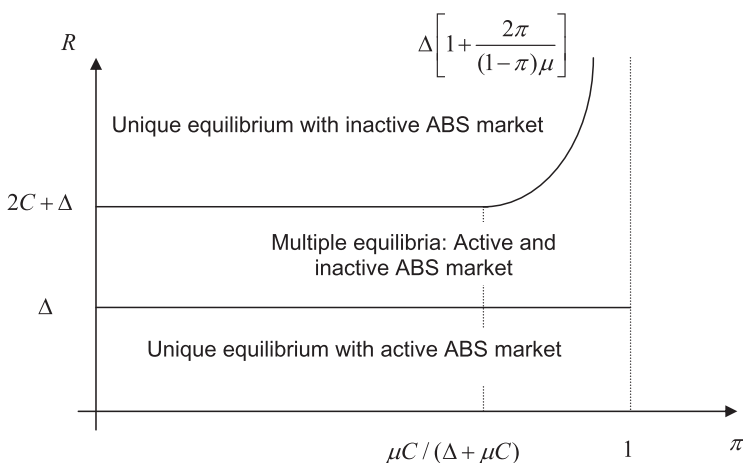 Δ[1+2π/(1−π)μ]
R
Unique equilibrium with inactive ABS market
2C+Δ
Multiple equilibria: Active and
inactive ABS market
Δ
Unique equilibrium with active ABS market
μC/(Δ+μC)
1
π